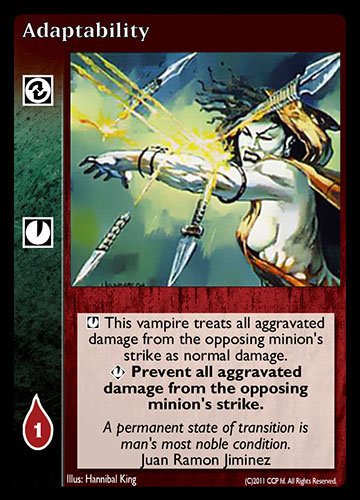 Adaptability
This vampire treats all aggravated
damage from the opposing minion's
strike as normal damage.
Prevent all aggravated
damage from the opposing
minion's strike.
A permanent state of transition is
man's most noble condition.
Juan Ramon Jiminez
1
Illus: Hannibal King
(C)2011 CCP hf. All Rights Reserved.